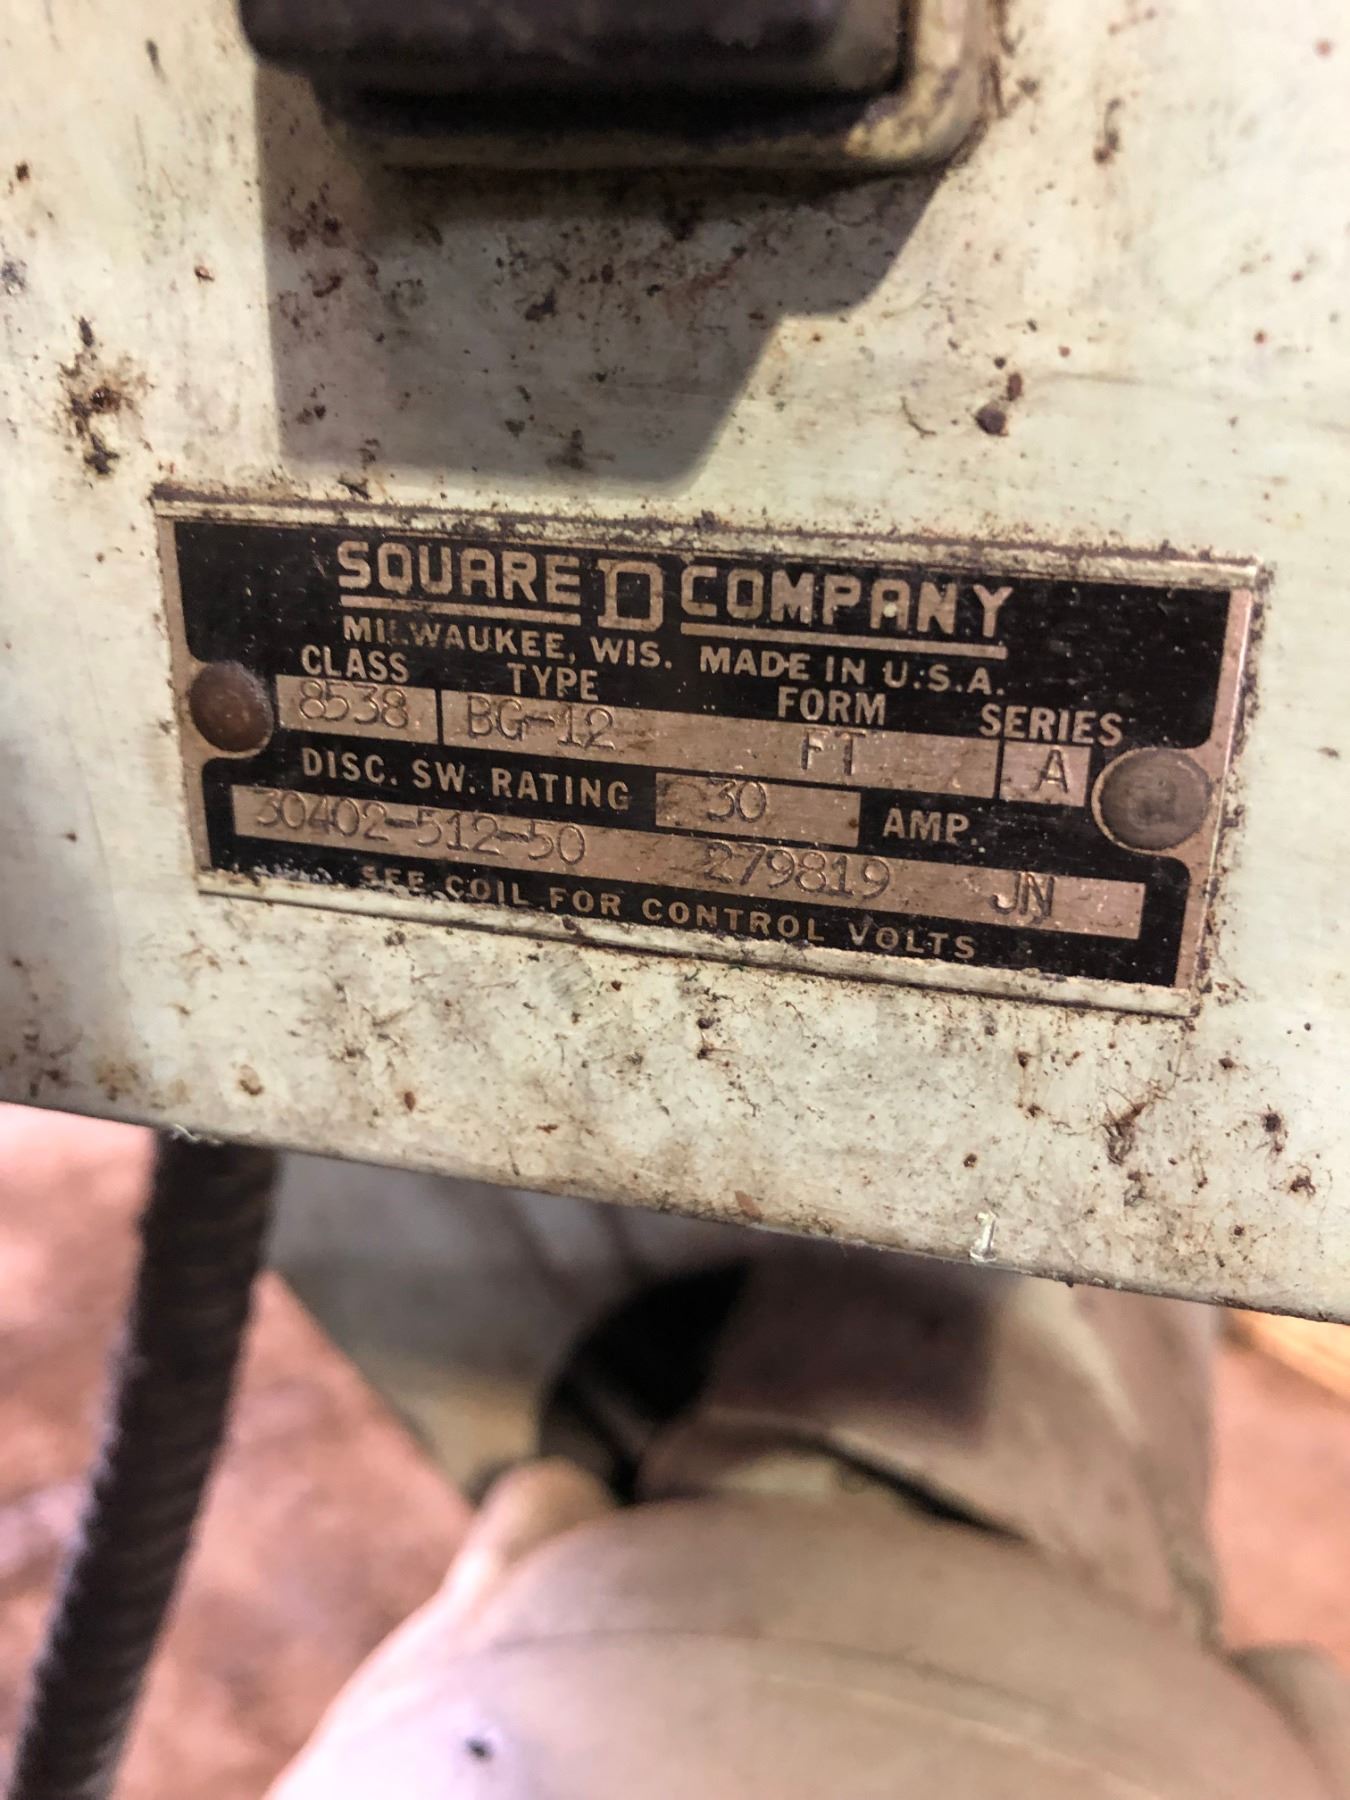 SQUARE D COMPANY
MILWAUKEE, WIS. MADE IN U.S.A.
CLASS TYPE FORM SERIES
8538 BG-12 FT A
DISC. SW. RATING 30 AMP.
30402-512-50 279819 JN
SEE COIL FOR CONTROL VOLTS